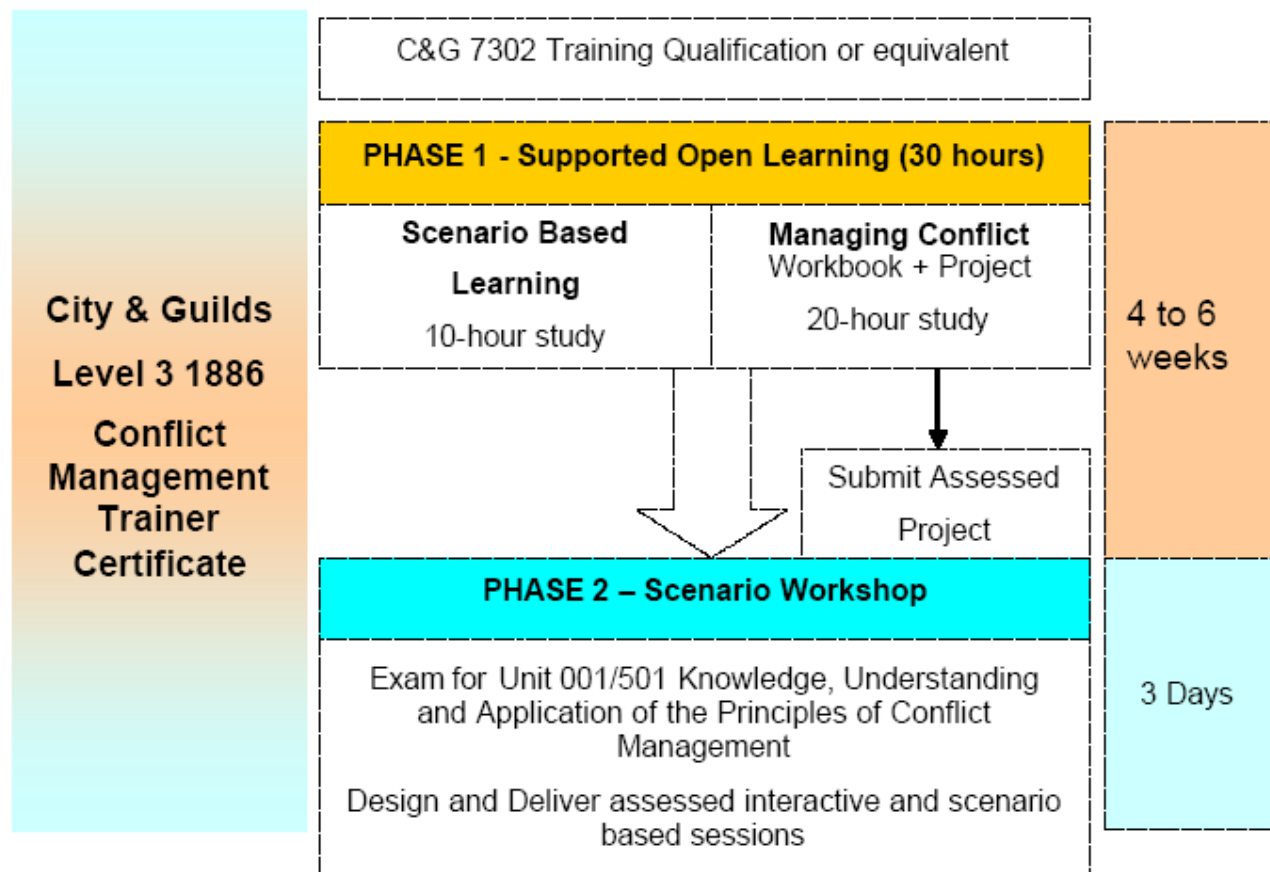 C&G 7302 Training Qualification or equivalent
PHASE 1 - Supported Open Learning (30 hours)
Scenario Based
Learning
10-hour study
Managing Conflict
Workbook + Project
20-hour study
4 to 6
weeks
City & Guilds
Level 3 1886
Conflict
Management
Trainer
Certificate
Submit Assessed
Project
PHASE 2 – Scenario Workshop
Exam for Unit 001/501 Knowledge, Understanding
and Application of the Principles of Conflict
Management
Design and Deliver assessed interactive and scenario
based sessions
3 Days